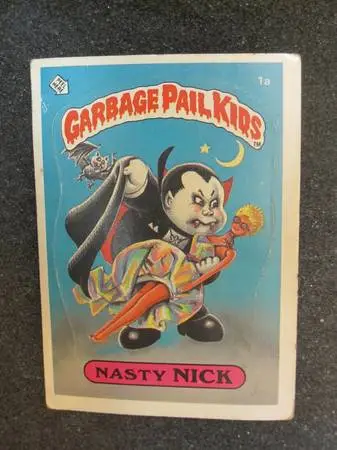 1a
GARBAGE PAIL KIDS
TM
NASTY NICK